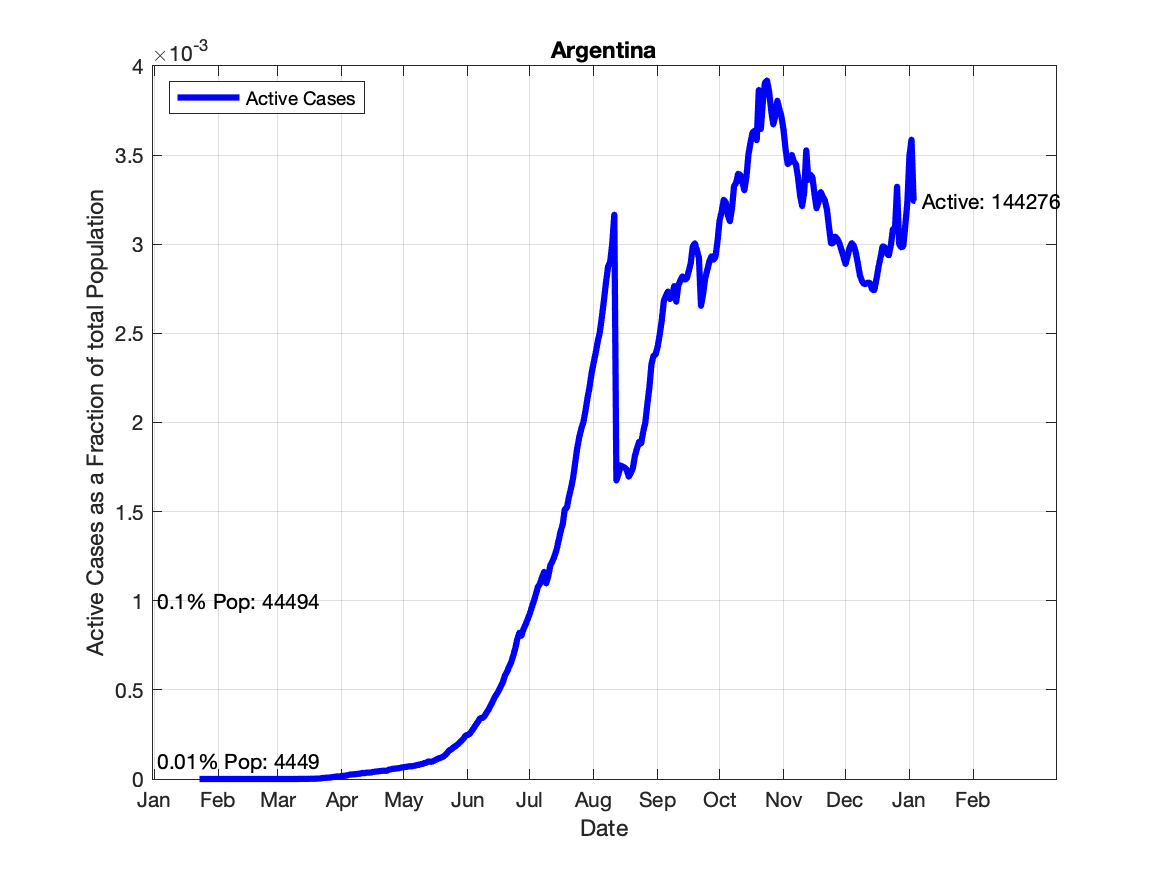 Argentina
×10-3
Active Cases
4
3.5
3
2.5
2
1.5
1
0.5
0
Active Cases as a Fraction of total Population
Active: 144276
0.1% Pop: 44494
0.01% Pop: 4449
Jan Feb Mar Apr May Jun Jul Aug Sep Oct Nov Dec Jan Feb
Date